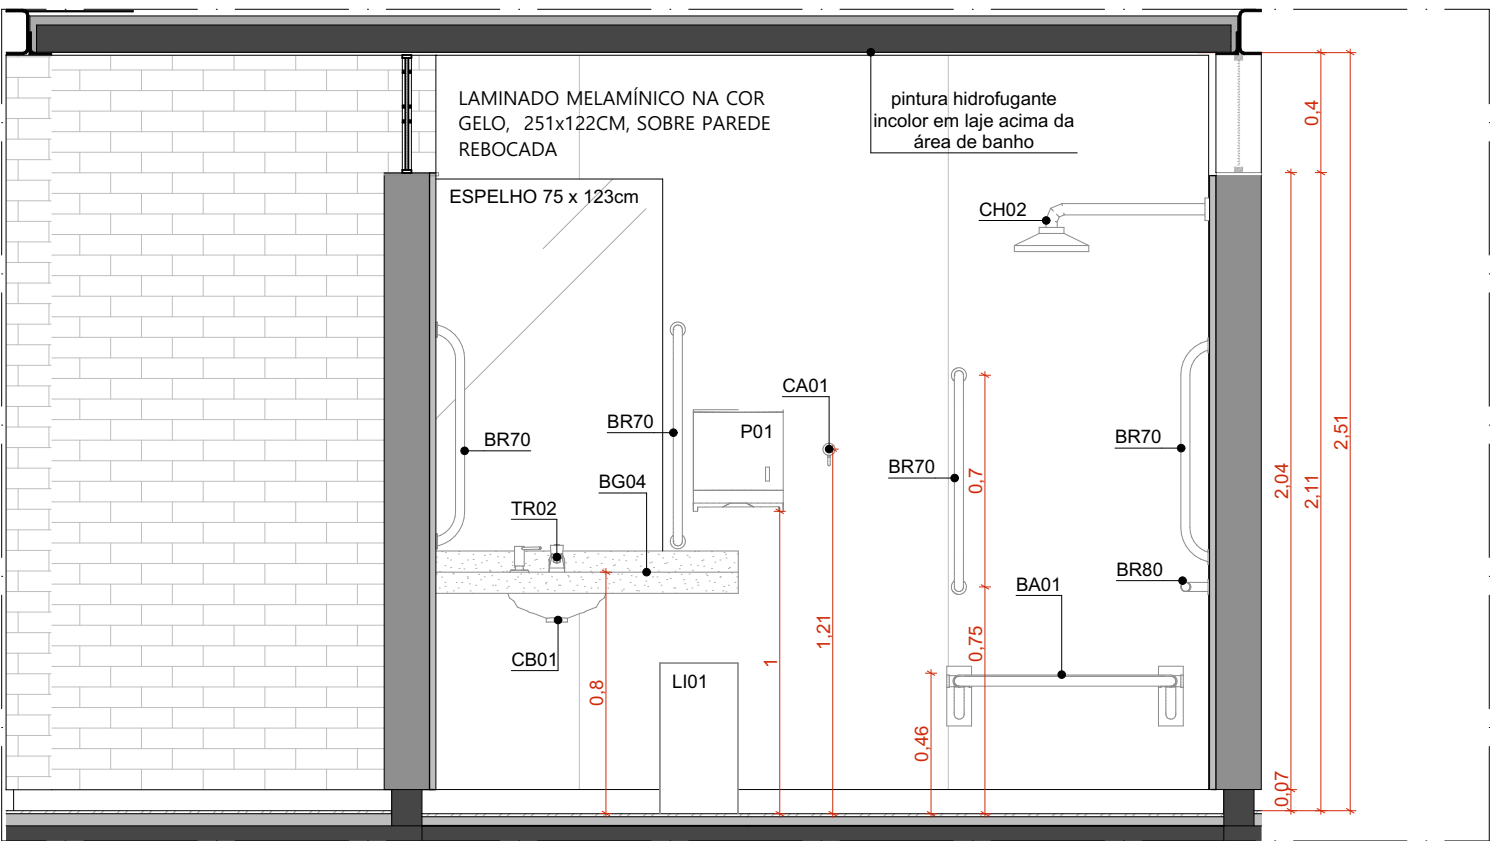 LAMINADO MELAMÍNICO NA COR
GELO, 251x122CM, SOBRE PAREDE
REBOCADA
pintura hidrofugante
incolor em laje acima da
área de banho
0,4
ESPELHO 75 x 123cm
CH02
CA01
BR70
BR70
P01
BR70
BR70
2,51
BG04
BR70
0,7
2,04
2,11
TR02
BR80
BA01
1,21
0,75
CB01
1
LI01
0,8
0,46
0,07